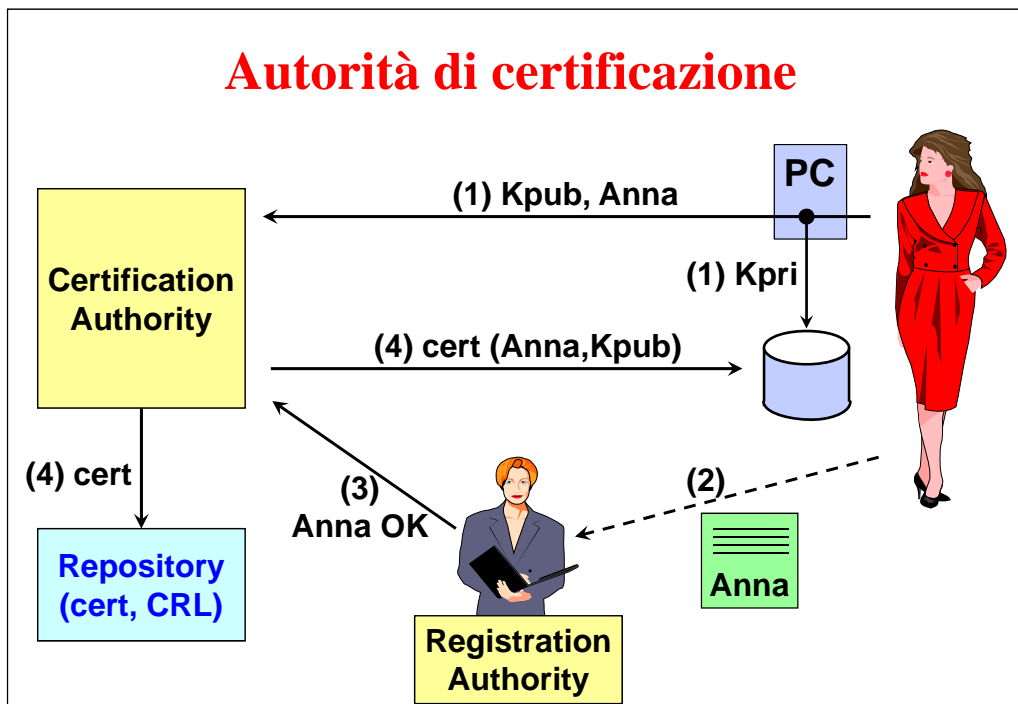 Autorità di certificazione
PC
(1) Kpub, Anna
(1) Kpri
Certification
Authority
(4) cert (Anna,Kpub)
(4) cert
(3)
Anna OK
(2)
Anna
Repository
(cert, CRL)
Registration
Authority